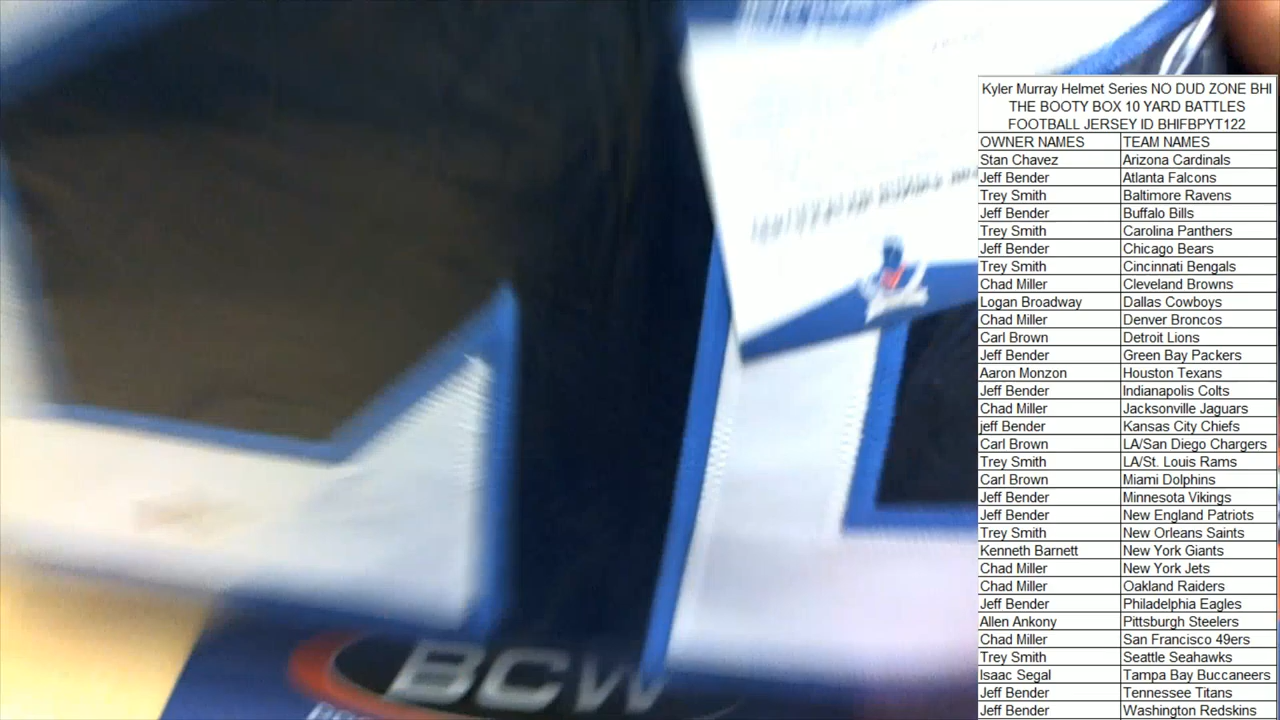 Kyler Murray Helmet Series NO DUD ZONE BHI
THE BOOTY BOX 10 YARD BATTLES
FOOTBALL JERSEY ID BHIFBPYT122
OWNER NAMES TEAM NAMES
Stan Chavez Arizona Cardinals
Jeff Bender Atlanta Falcons
Trey Smith Baltimore Ravens
Jeff Bender Buffalo Bills
Trey Smith Carolina Panthers
Jeff Bender Chicago Bears
Trey Smith Cincinnati Bengals
Chad Miller Cleveland Browns
Logan Broadway Dallas Cowboys
Chad Miller Denver Broncos
Carl Brown Detroit Lions
Jeff Bender Green Bay Packers
Aaron Monzon Houston Texans
Jeff Bender Indianapolis Colts
Chad Miller Jacksonville Jaguars
jeff Bender Kansas City Chiefs
Carl Brown LA/San Diego Chargers
Trey Smith LA/St. Louis Rams
Carl Brown Miami Dolphins
Jeff Bender Minnesota Vikings
Jeff Bender New England Patriots
Trey Smith New Orleans Saints
Kenneth Barnett New York Giants
Chad Miller New York Jets
Chad Miller Oakland Raiders
Jeff Bender Philadelphia Eagles
Allen Ankony Pittsburgh Steelers
Chad Miller San Francisco 49ers
Trey Smith Seattle Seahawks
Isaac Segal Tampa Bay Buccaneers
Jeff Bender Tennessee Titans
Jeff Bender Washington Redskins
BCW